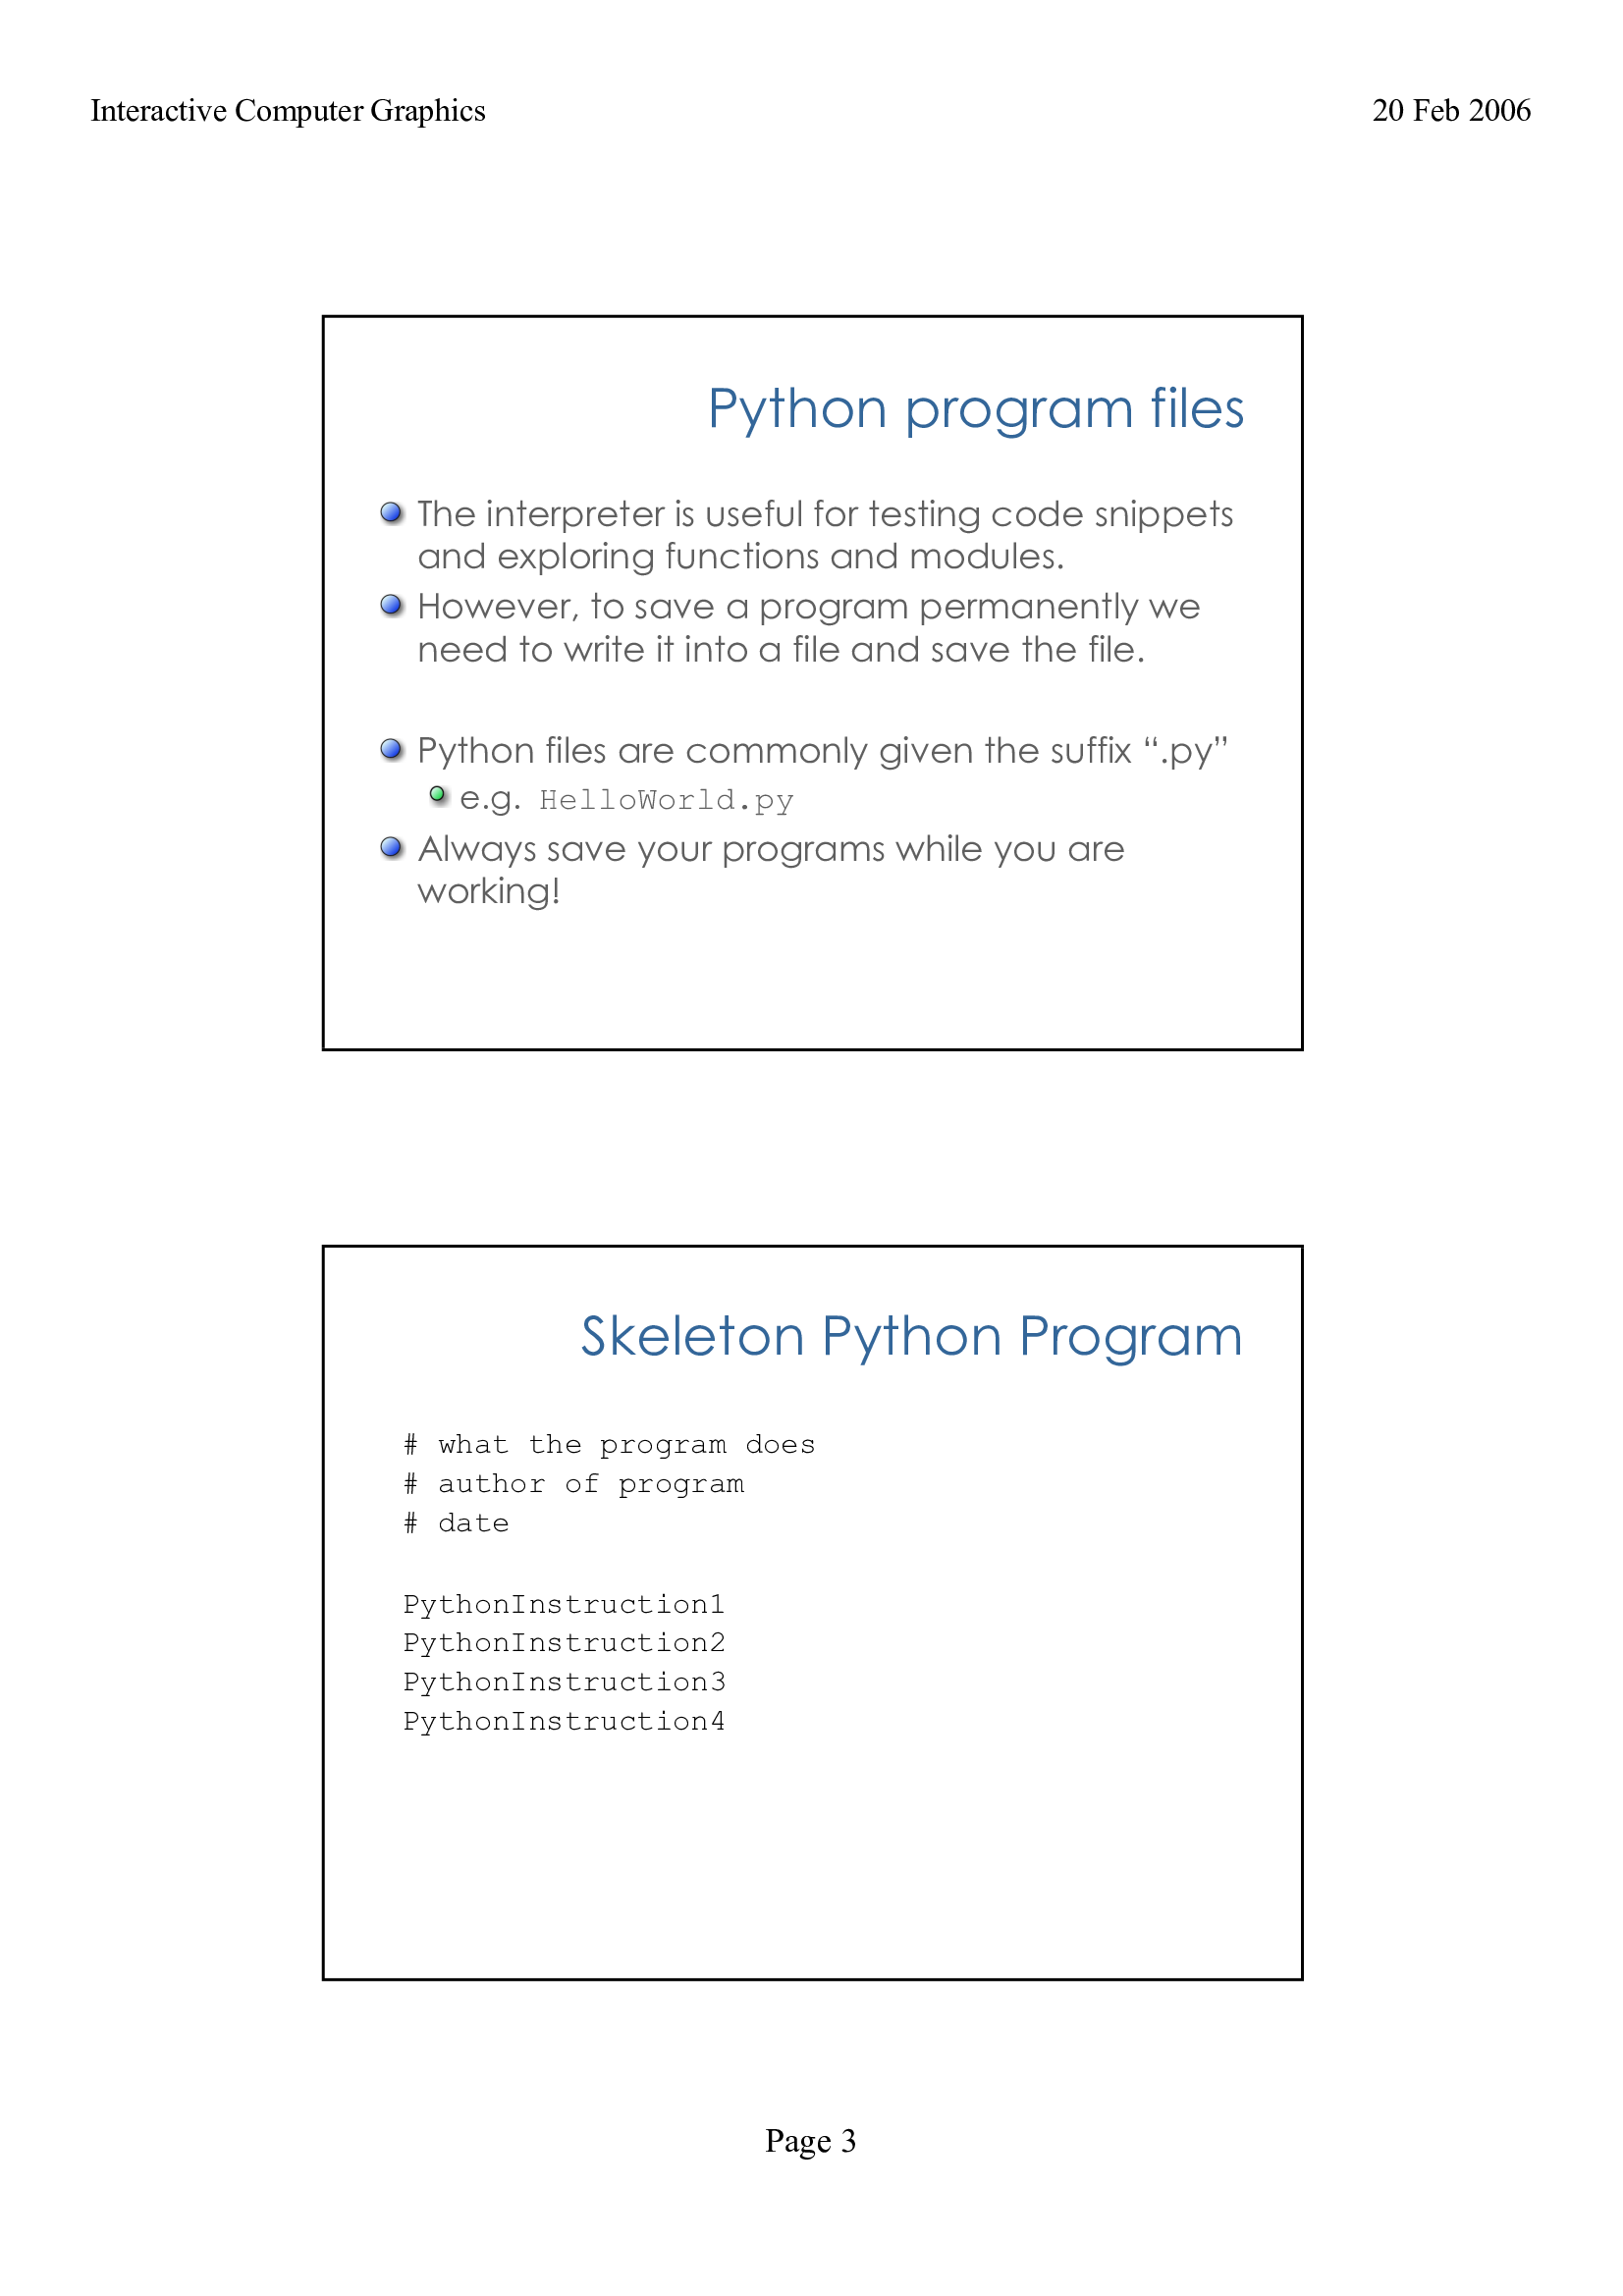 Interactive Computer Graphics
20 Feb 2006
Python program files
The interpreter is useful for testing code snippets
and exploring functions and modules.
However, to save a program permanently we
need to write it into a file and save the file.
Python files are commonly given the suffix “.py”
e.g. HelloWorld.py
Always save your programs while you are
working!
Skeleton Python Program
# what the program does
# author of program
# date
PythonInstruction1
PythonInstruction2
PythonInstruction3
PythonInstruction4
Page 3